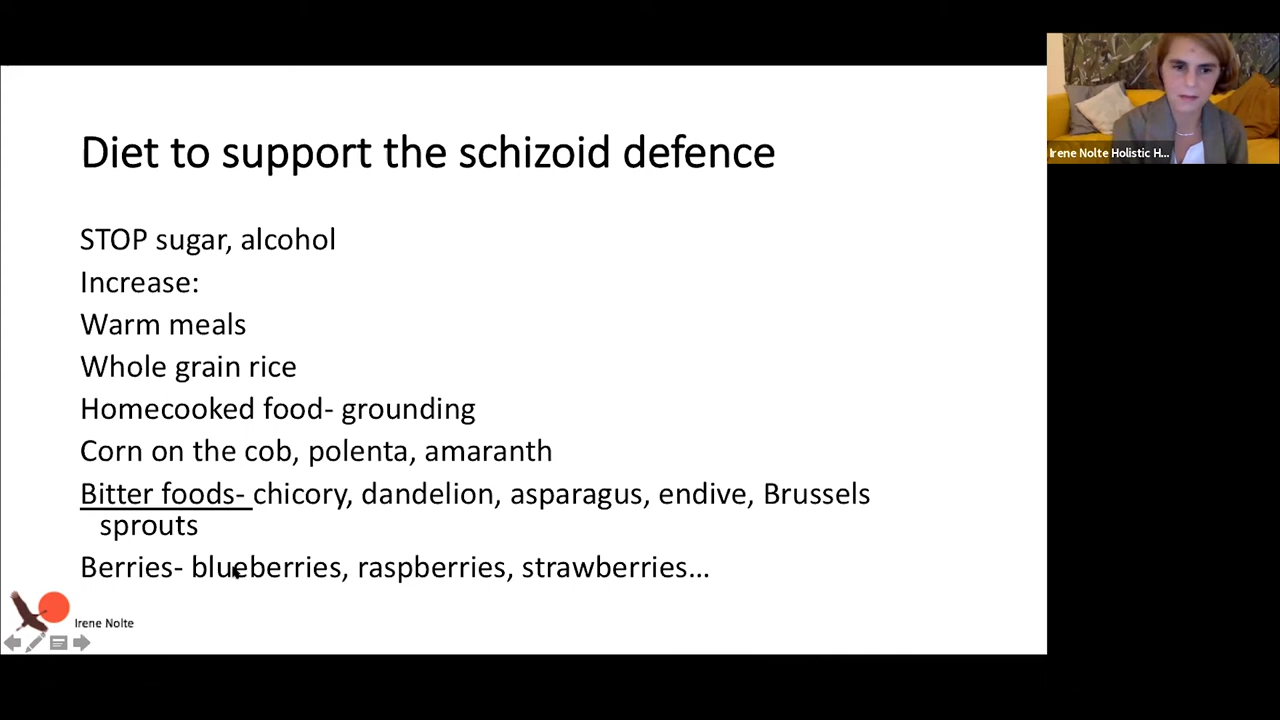 Diet to support the schizoid defence
STOP sugar, alcohol
Increase:
Warm meals
Whole grain rice
Homecooked food- grounding
Corn on the cob, polenta, amaranth
Bitter foods- chicory, dandelion, asparagus, endive, Brussels
sprouts
Berries- blueberries, raspberries, strawberries...
Irene Nolte
Irene Nolte Holistic H...